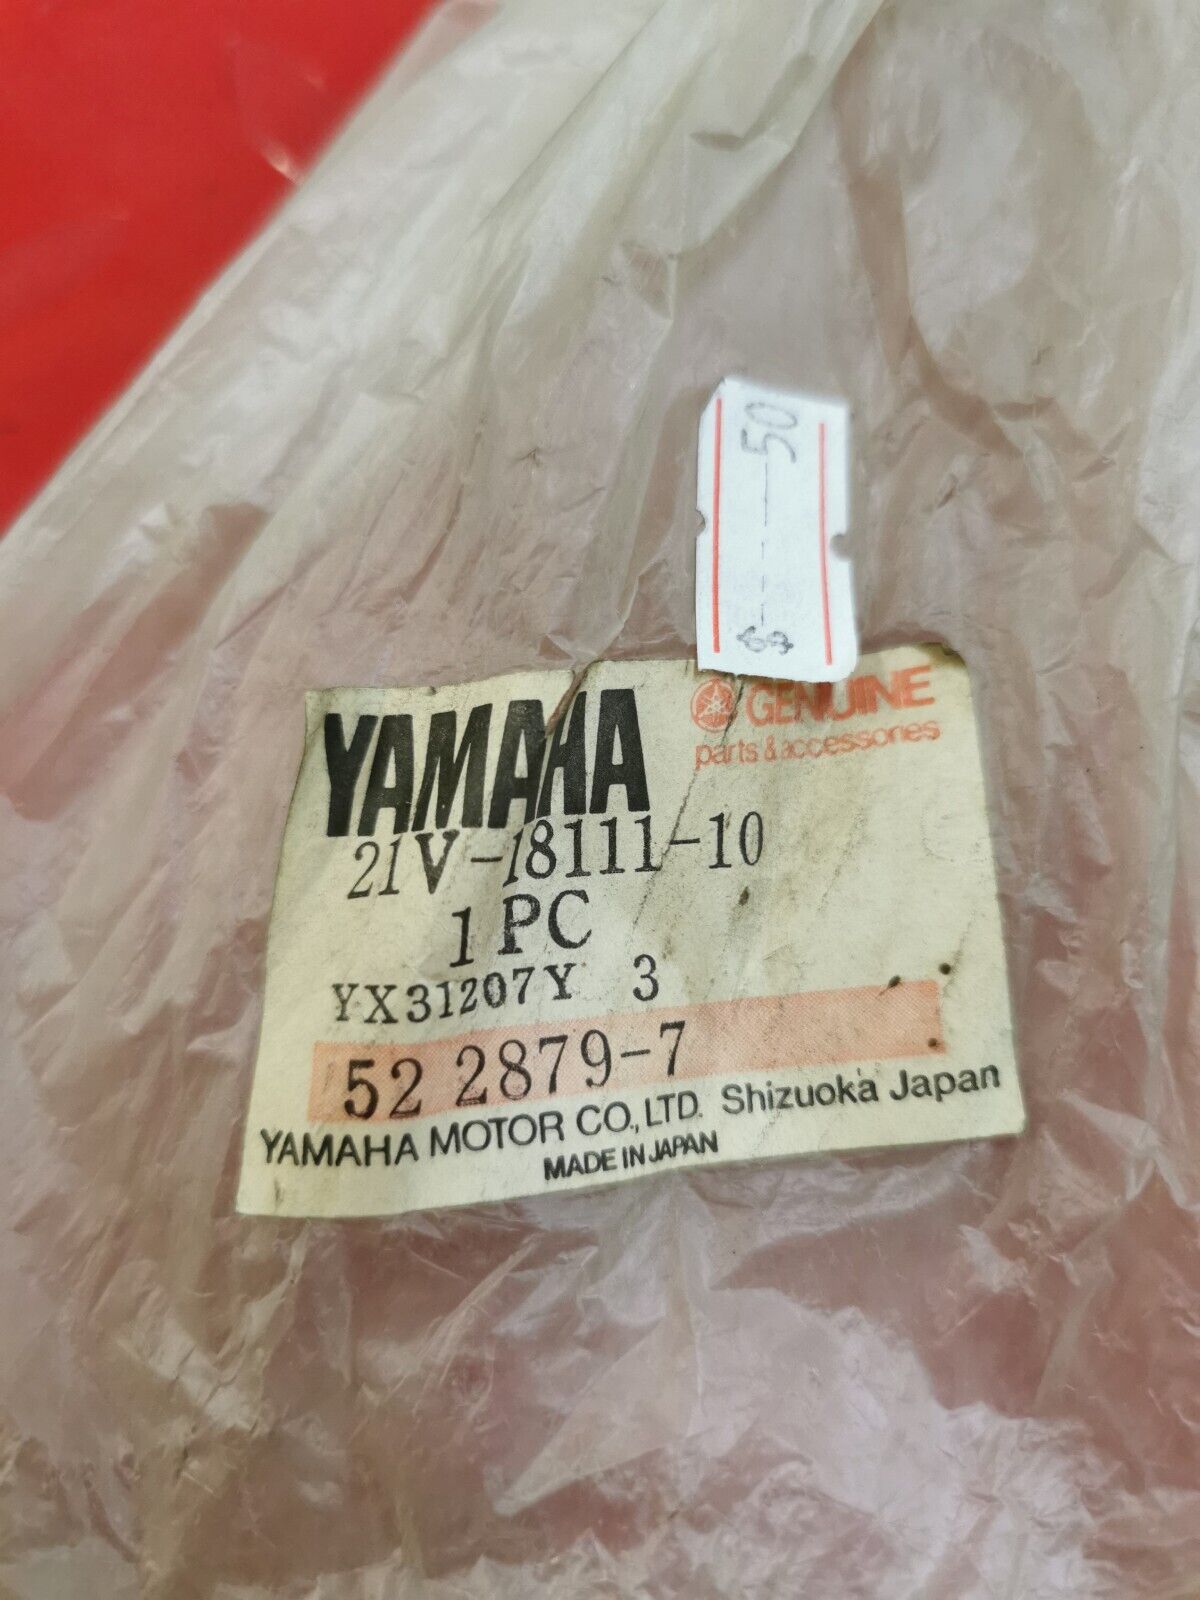 50
YAMAHA
GENUINE
parts & accessories
21V-18111-10
1 PC
YX31207Y 3
52 2879-7
YAMAHA MOTOR CO., LTD. Shizuoka Japan
MADE IN JAPAN